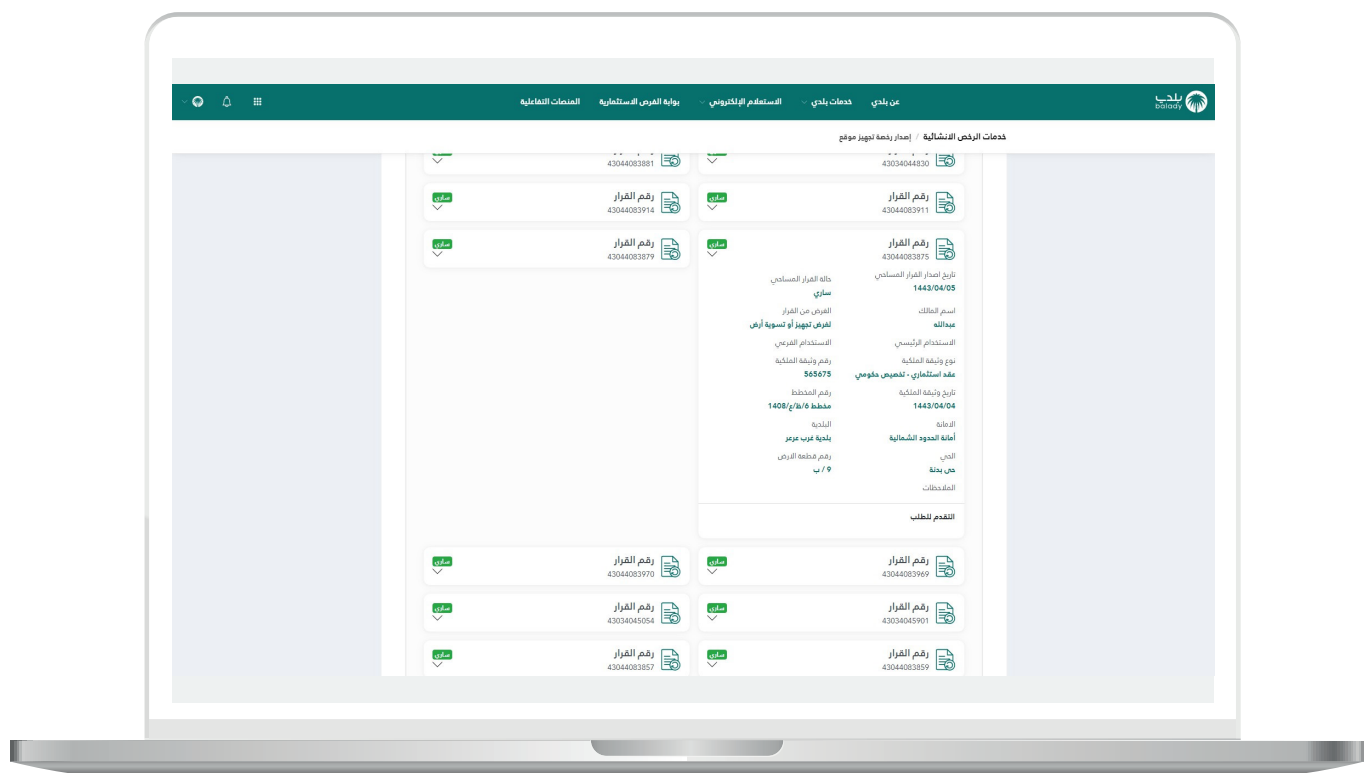 بلدي
balady
عن بلدي
خدمات بلدي
الاستعلام الإلكتروني
بوابة الفرص الاستثمارية
المنصات التفاعلية
خدمات الرخص الانشائية / إصدار رخصة تجهيز موقع
43034044830
43044083881
رقم القرار
43044083911
ساري
رقم القرار
43044083914
ساري
رقم القرار
43044083875
ساري
رقم القرار
43044083879
ساري
تاريخ اصدار القرار المساحي
1443/04/05
حالة القرار المساحي
ساري
اسم المالك
عبدالله
الغرض من القرار
لغرض تجهيز أو تسوية أرض
الاستخدام الرئيسي
الاستخدام الفرعي
نوع وثيقة الملكية
عقد استثماري - تخصيص حكومي
رقم وثيقة الملكية
565675
تاريخ وثيقة الملكية
1443/04/04
رقم المخطط
مخطط 6/ظ/ع/1408
الامانة
أمانة الحدود الشمالية
البلدية
بلدية غرب عرعر
الحي
حى بدنة
رقم قطعة الارض
9 / ب
الملاحظات
التقدم للطلب
رقم القرار
43044083969
ساري
رقم القرار
43044083970
ساري
رقم القرار
43034045901
ساري
رقم القرار
43034045054
ساري
رقم القرار
43044083859
ساري
رقم القرار
43044083857
ساري